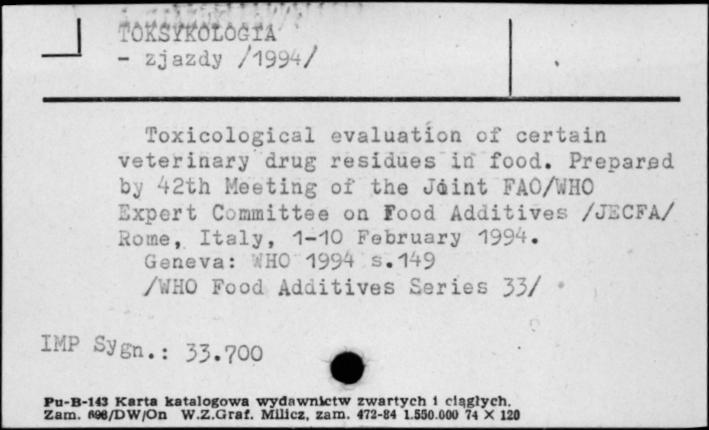 TOKSYKOLOGIA
- zjazdy /1994/
Toxicological evaluation of certain
veterinary drug residues in food. Prepared
by 42th Meeting of the Joint FAO/WHO
Expert Committee on Food Additives /JECFA/
Rome, Italy, 1-10 February 1994.
Geneva: WHO 1994 s.149
/WHO Food Additives Series 33/
IMP Sygn.: 33.700
Pu-B-143 Karta katalogowa wydawnictw zwartych i ciągłych.
Zam. 698/DW/On W.Z.Graf. Milicz, zam. 472-84 1.550.000 74 X 120